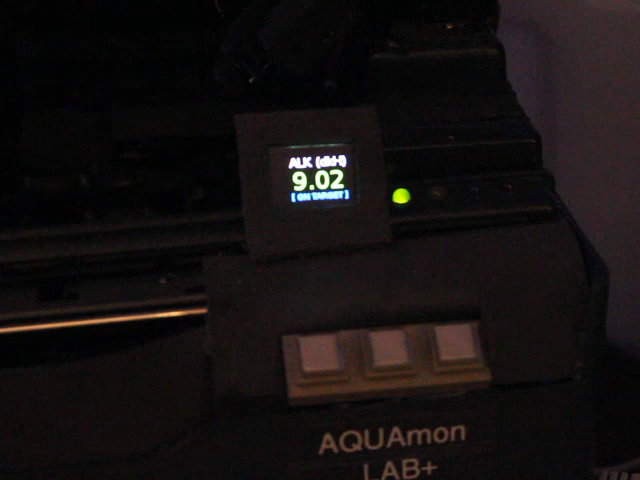 ALK (dkH)
9.02
[ ON TARGET ]
AQUAmon
LAB+